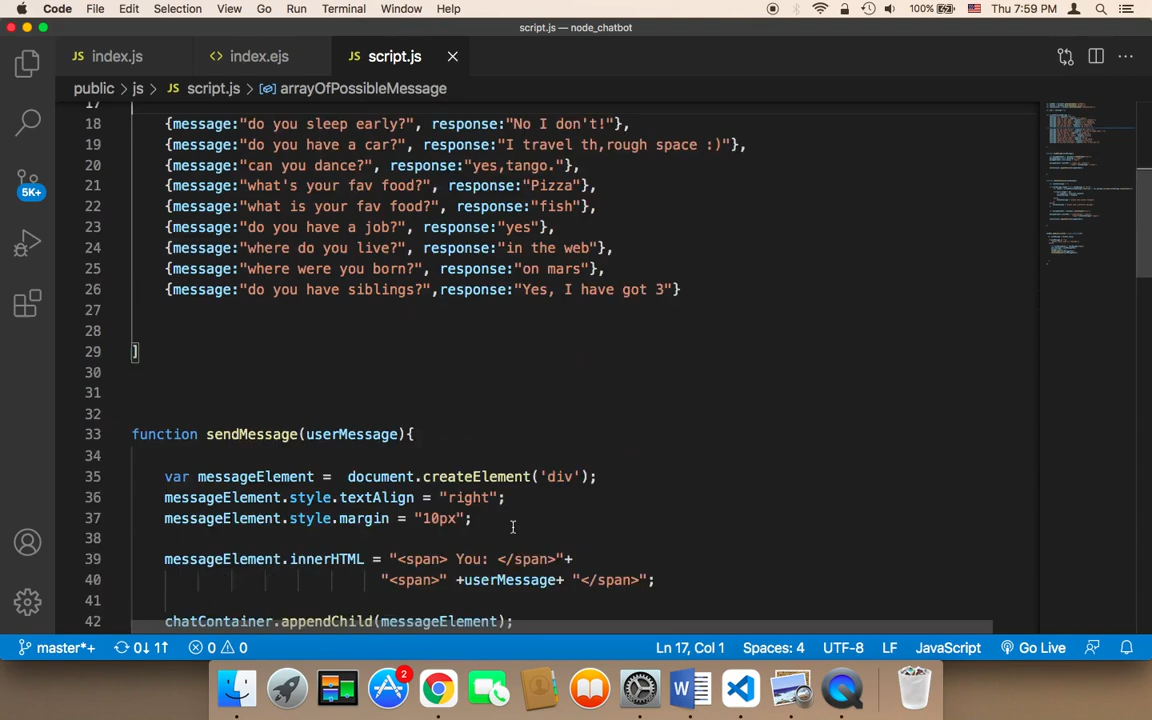 Code File Edit Selection View Go Run Terminal Window Help 100% Thu 7:59 PM
script.js — node_chatbot
JS index.js <> index.ejs JS script.js
public > js > JS script.js > arrayOfPossibleMessage
17
18 {message:"do you sleep early?", response:"No I don't!"},
19 {message:"do you have a car?", response:"I travel th,rough space :)"},
20 {message:"can you dance?", response:"yes,tango."},
21 {message:"what's your fav food?", response:"Pizza"},
22 {message:"what is your fav food?", response:"fish"},
23 {message:"do you have a job?", response:"yes"},
24 {message:"where do you live?", response:"in the web"},
25 {message:"where were you born?", response:"on mars"},
26 {message:"do you have siblings?",response:"Yes, I have got 3"}
27
28
29 ]
30
31
32
33 function sendMessage(userMessage){
34
35 var messageElement = document.createElement('div');
36 messageElement.style.textAlign = "right";
37 messageElement.style.margin = "10px";
38
39 messageElement.innerHTML = "<span> You: </span>"+
40 "<span>" +userMessage+ "</span>";
41
42 chatContainer.appendChild(messageElement);
5K+
master*+ 0↓ 1↑ 0 0 Ln 17, Col 1 Spaces: 4 UTF-8 LF JavaScript Go Live
2